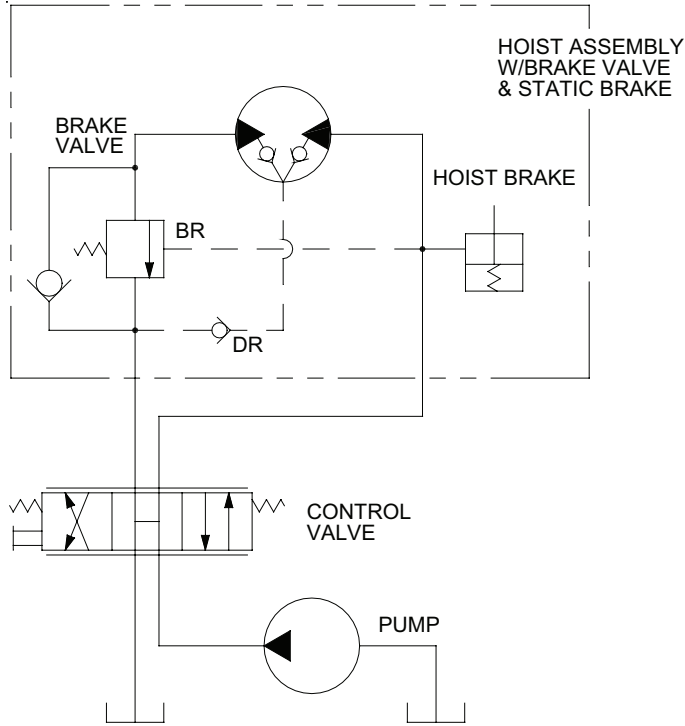 HOIST ASSEMBLY
W/BRAKE VALVE
& STATIC BRAKE
BRAKE
VALVE
HOIST BRAKE
BR
DR
CONTROL
VALVE
PUMP